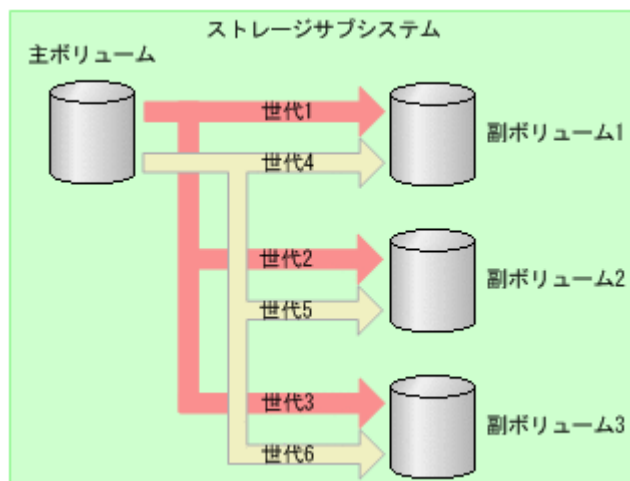 ストレージサブシステム
主ボリューム
世代1
副ボリューム1
世代4
世代2
副ボリューム2
世代5
世代3
副ボリューム3
世代6